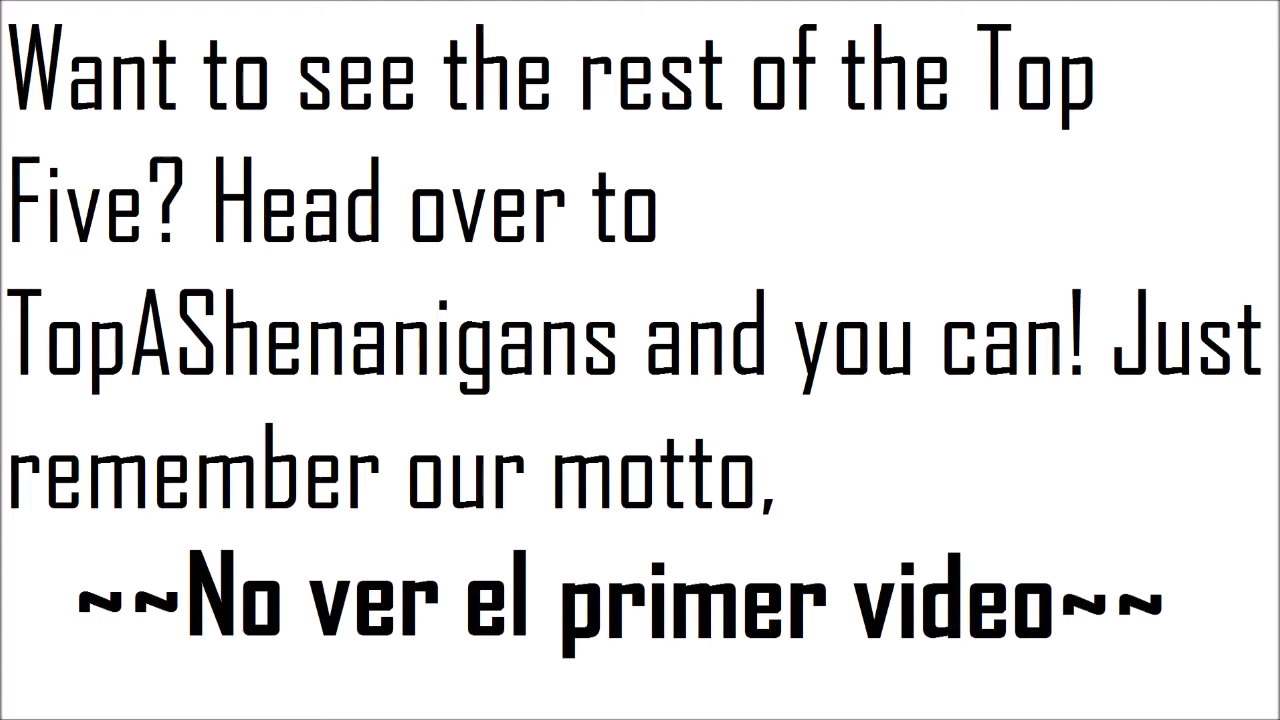 Want to see the rest of the Top
Five? Head over to
TopAShenanigans and you can! Just
remember our motto,
~~No ver el primer video~~